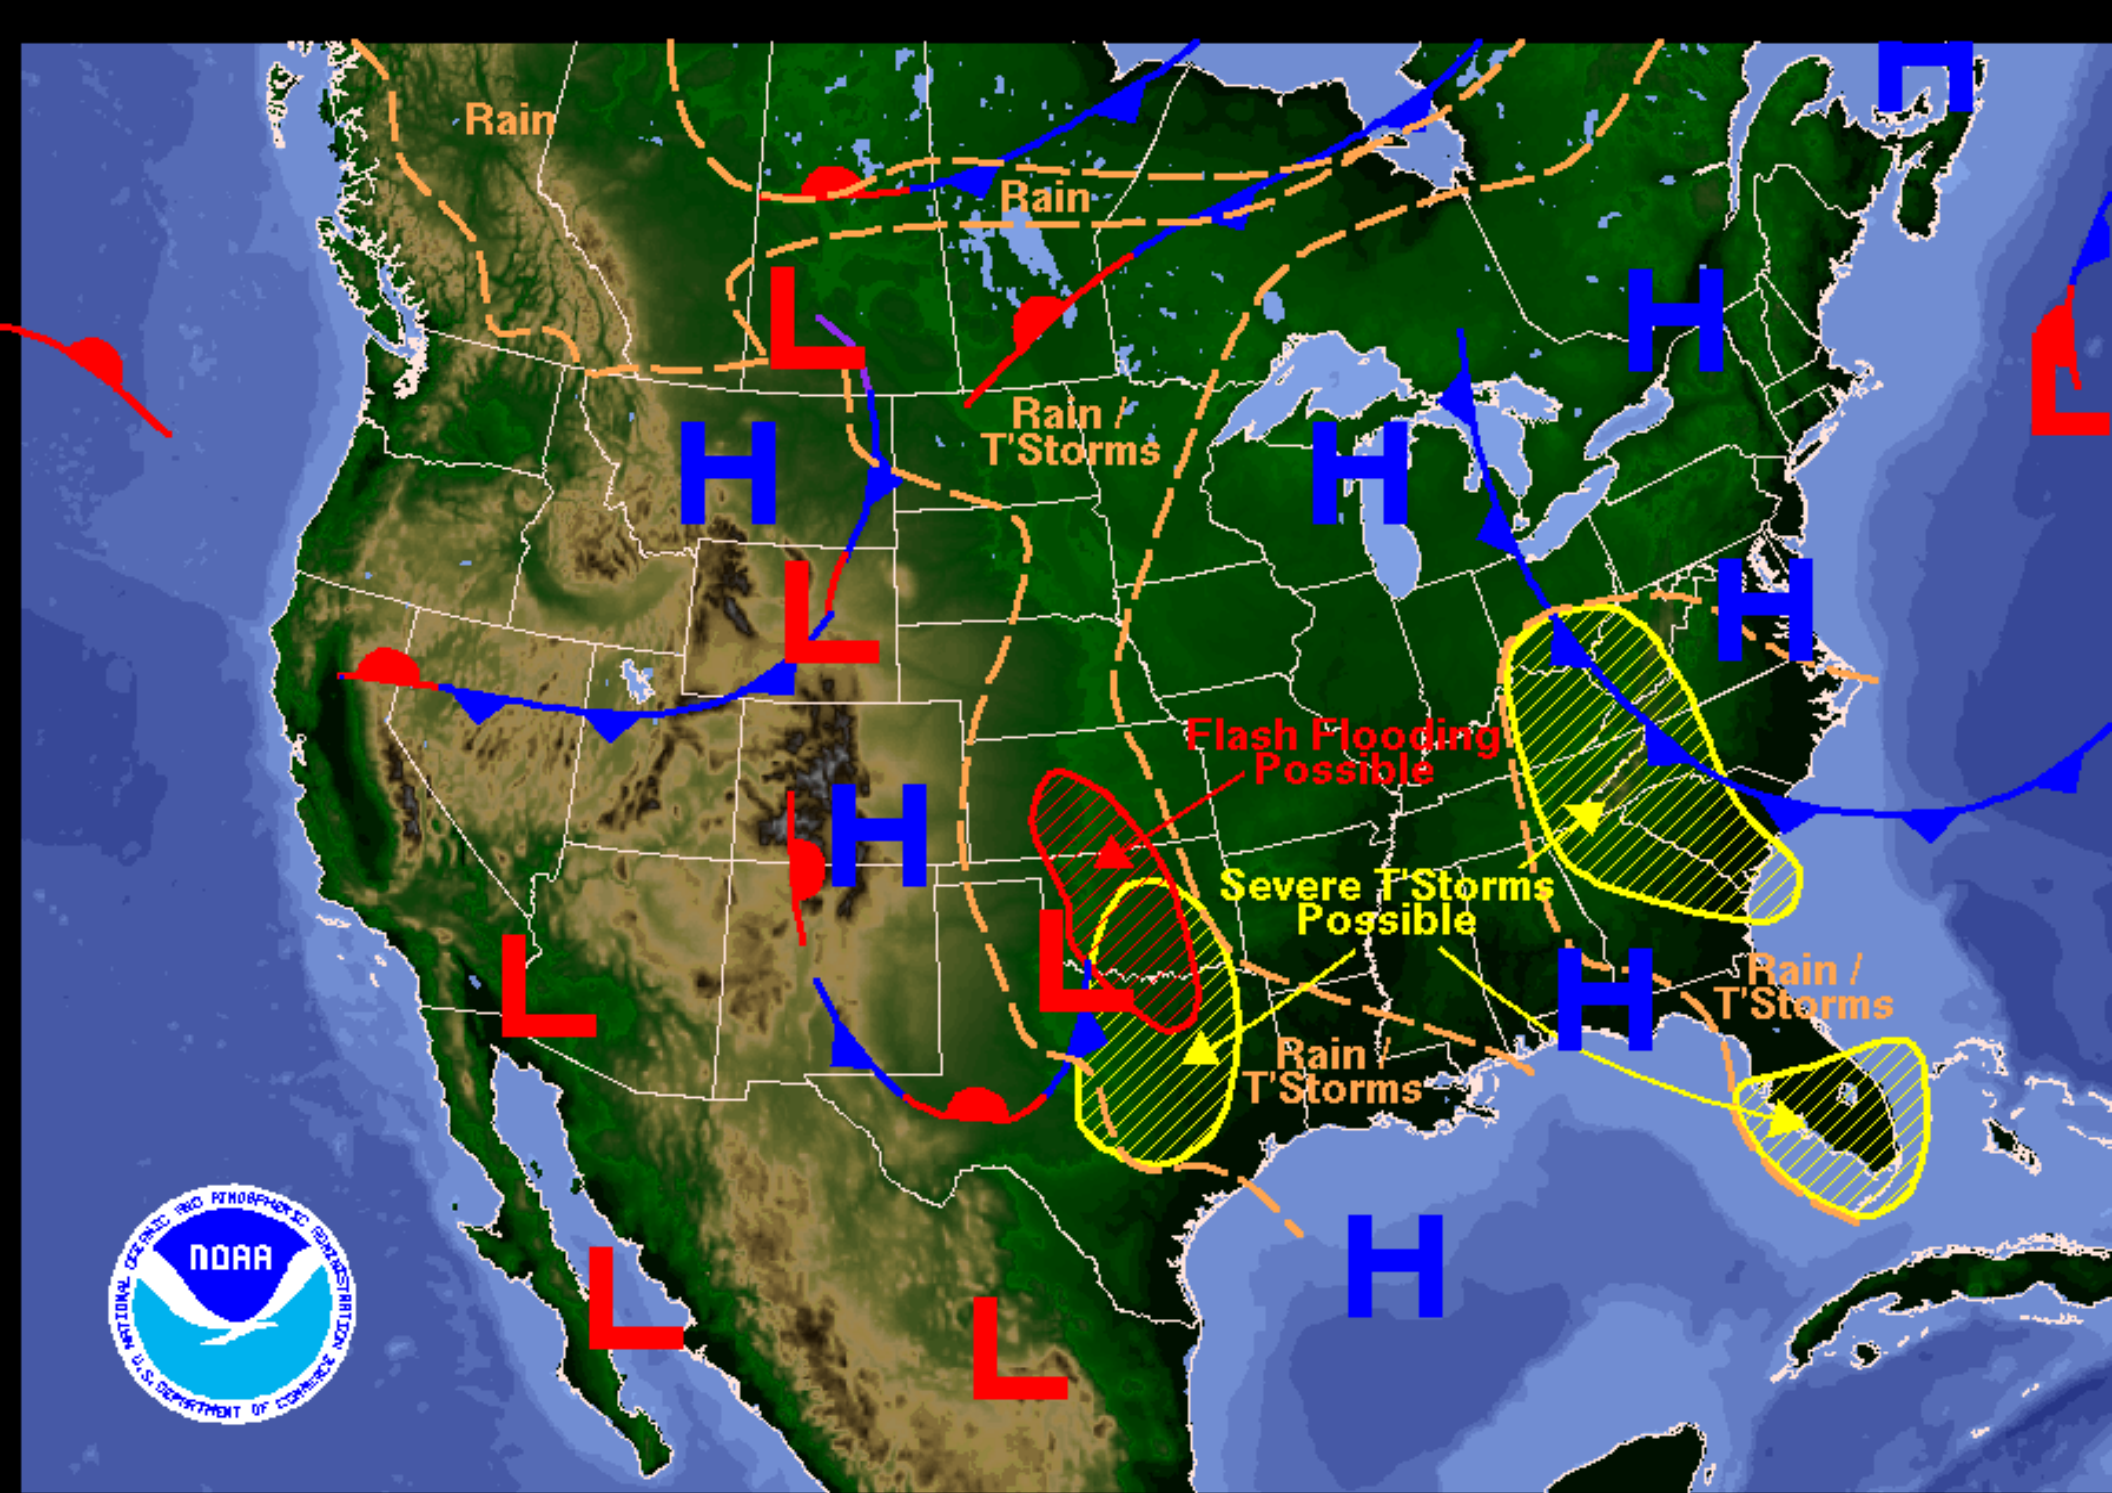 H
Rain
Rain
L
H
Rain /
T'Storms
H
H
L
H
L
H
Flash Flooding
Possible
H
Severe T'Storms
Possible
L
L
H
Rain /
T'Storms
Rain /
T'Storms
L
L
H
NATIONAL OCEANIC AND ATMOSPHERIC ADMINISTRATION
NOAA
U.S. DEPARTMENT OF COMMERCE